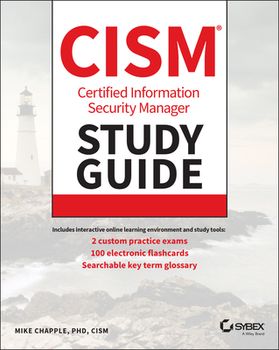 CISM®
Certified Information
Security Manager
STUDY
GUIDE
Includes interactive online learning environment and study tools:
2 custom practice exams
100 electronic flashcards
Searchable key term glossary
MIKE CHAPPLE, PHD, CISM
SYBEX
A Wiley Brand